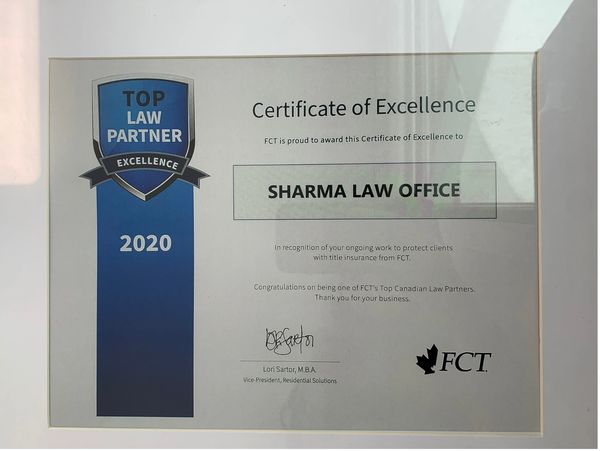 TOP
LAW
PARTNER
EXCELLENCE
2020
Certificate of Excellence
FCT is proud to award this Certificate of Excellence to
SHARMA LAW OFFICE
In recognition of your ongoing work to protect clients
with title insurance from FCT.
Congratulations on being one of FCT's Top Canadian Law Partners.
Thank you for your business.
Lori Sartor, M.B.A.
Vice-President, Residential Solutions
FCT